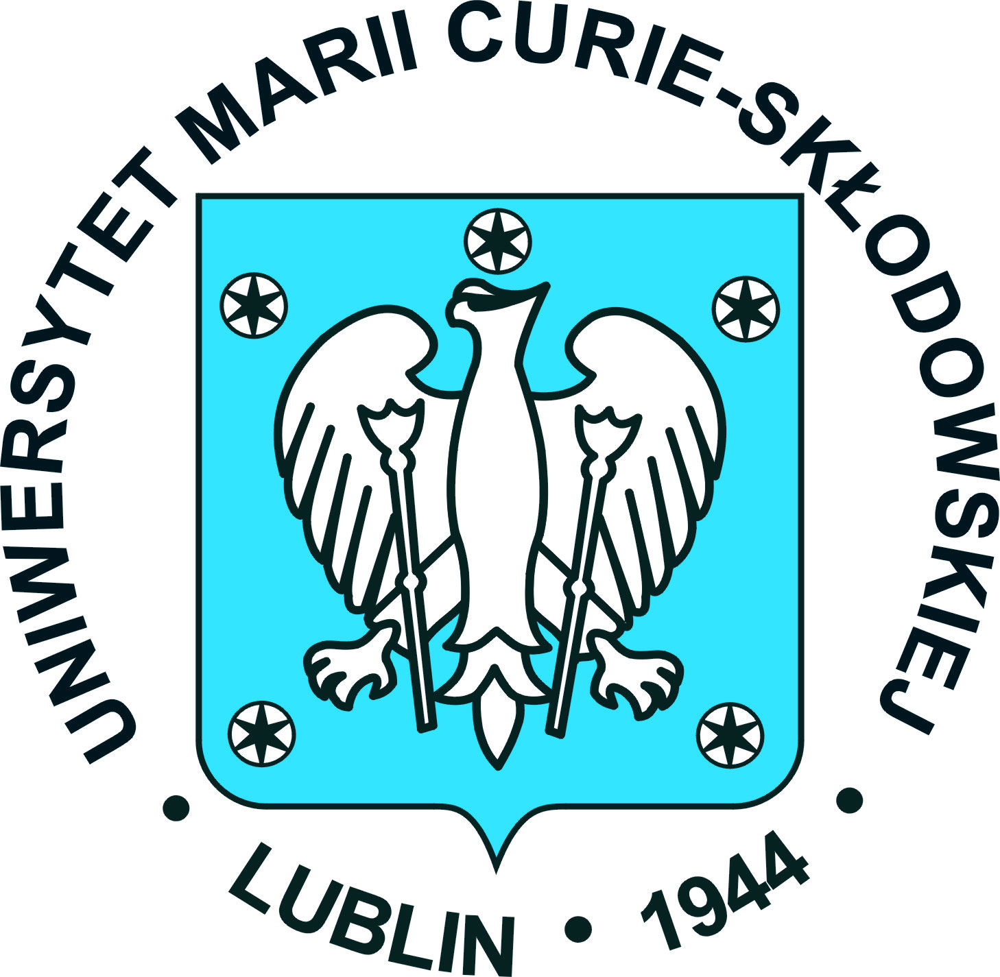 UNIWERSYTET MARII CURIE-SKŁODOWSKIEJ
• LUBLIN • 1944 •